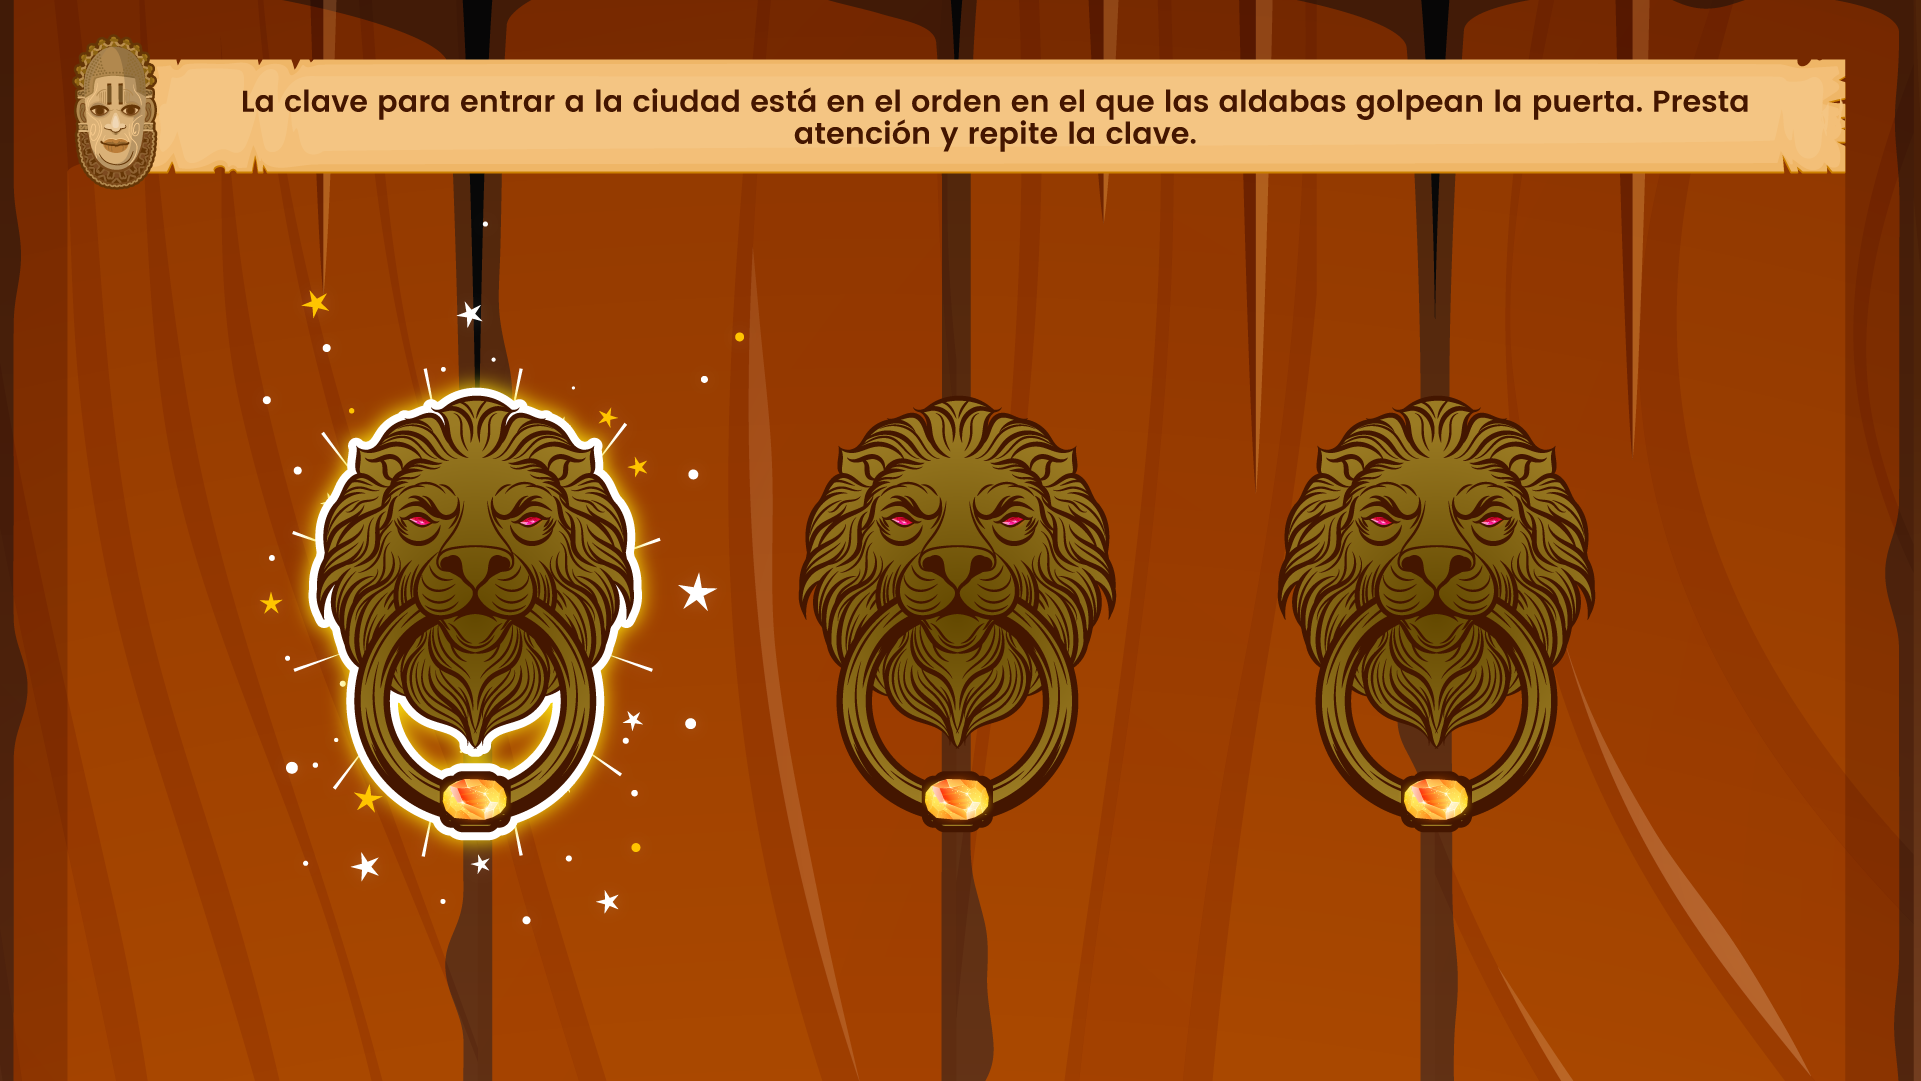 La clave para entrar a la ciudad está en el orden en el que las aldabas golpean la puerta. Presta
atención y repite la clave.